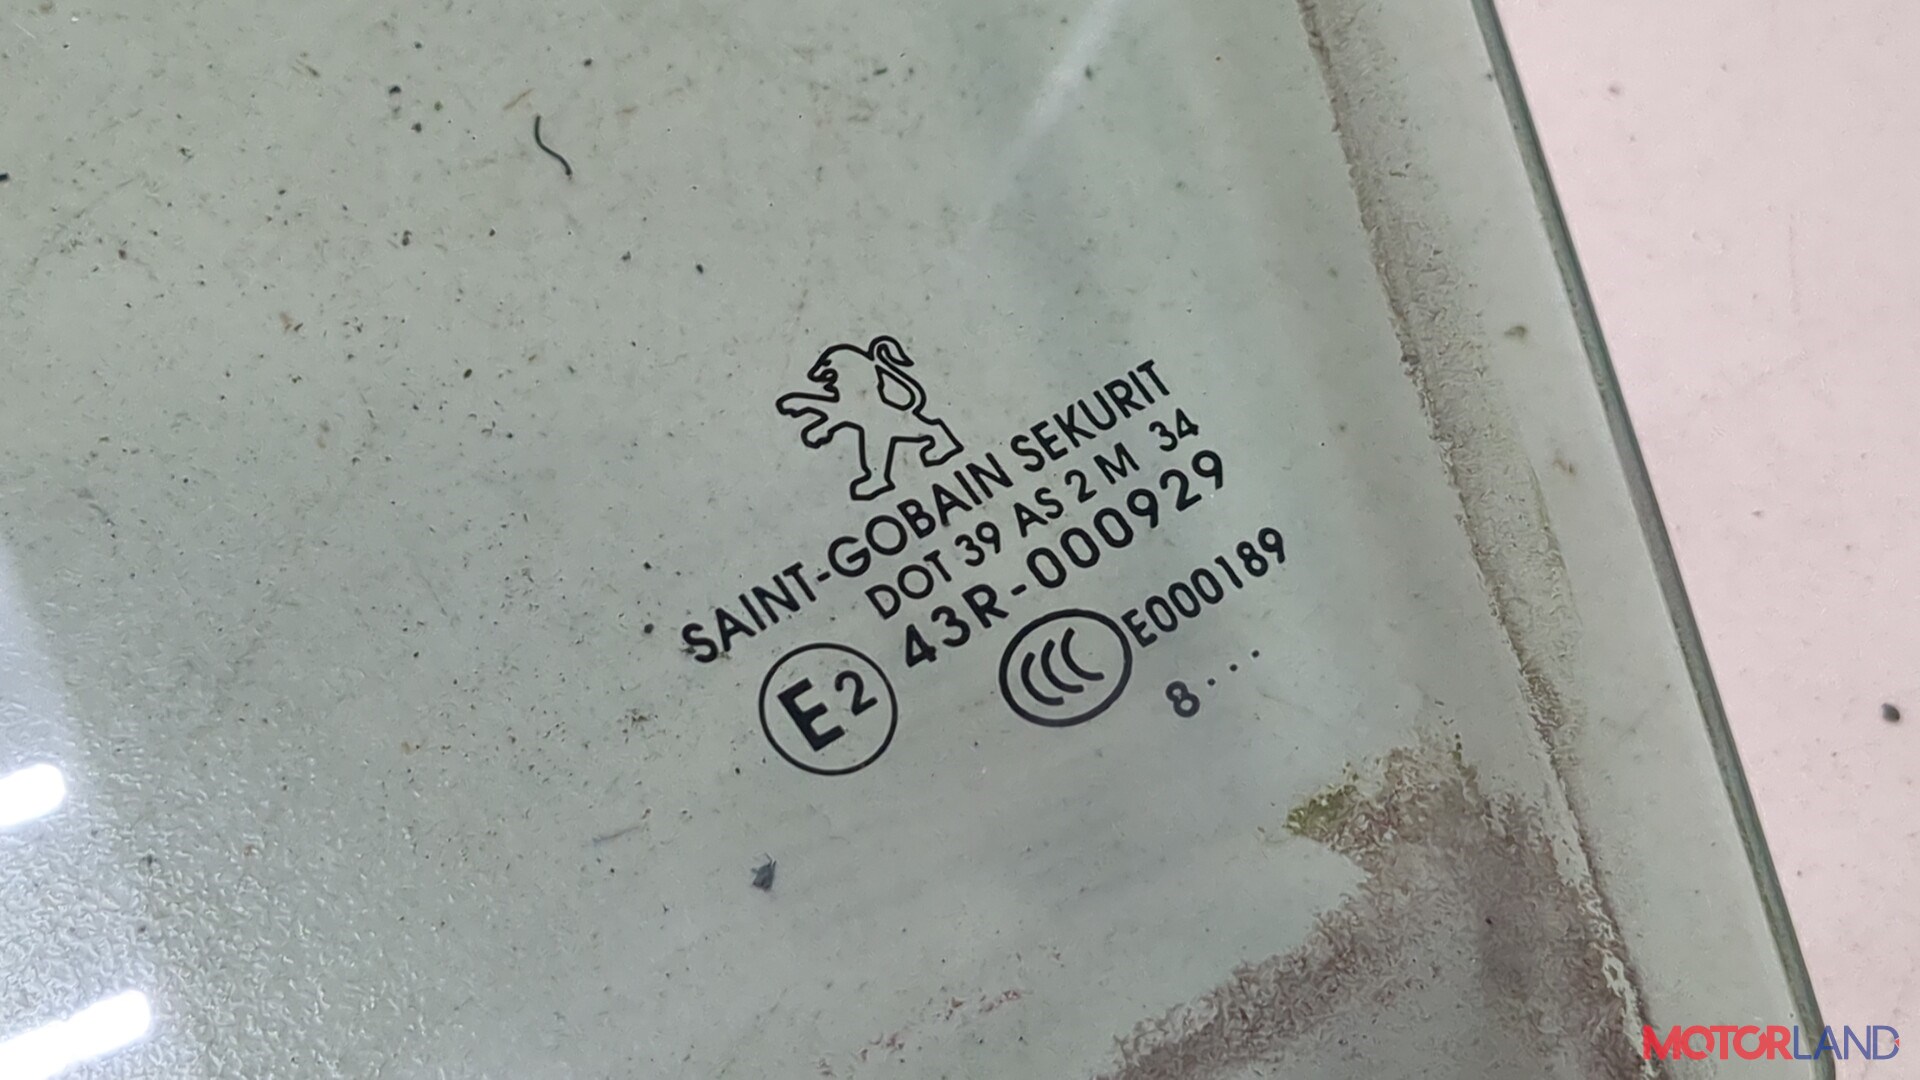 SAINT-GOBAIN SEKURIT
DOT 39 AS 2 M 34
43R-000929
E2
CCC E000189
8...
MOTORLAND